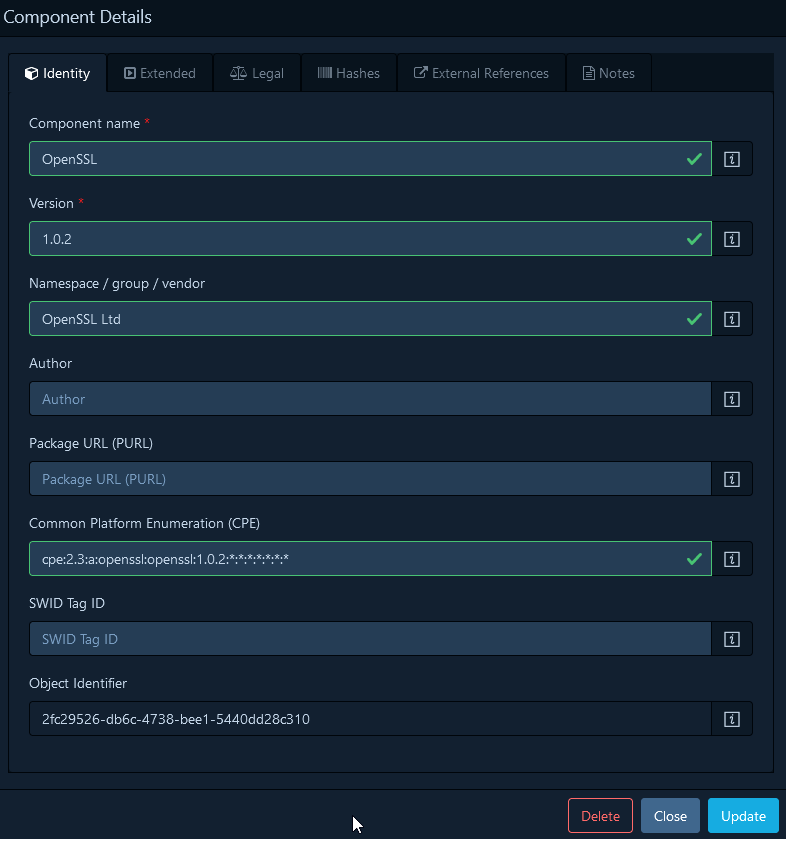 Component Details
Identity Extended Legal Hashes External References Notes
Component name *
OpenSSL
Version *
1.0.2
Namespace / group / vendor
OpenSSL Ltd
Author
Author
Package URL (PURL)
Package URL (PURL)
Common Platform Enumeration (CPE)
cpe:2.3:a:openssl:openssl:1.0.2:*:*:*:*:*:*:*
SWID Tag ID
SWID Tag ID
Object Identifier
2fc29526-db6c-4738-bee1-5440dd28c310
Delete Close Update